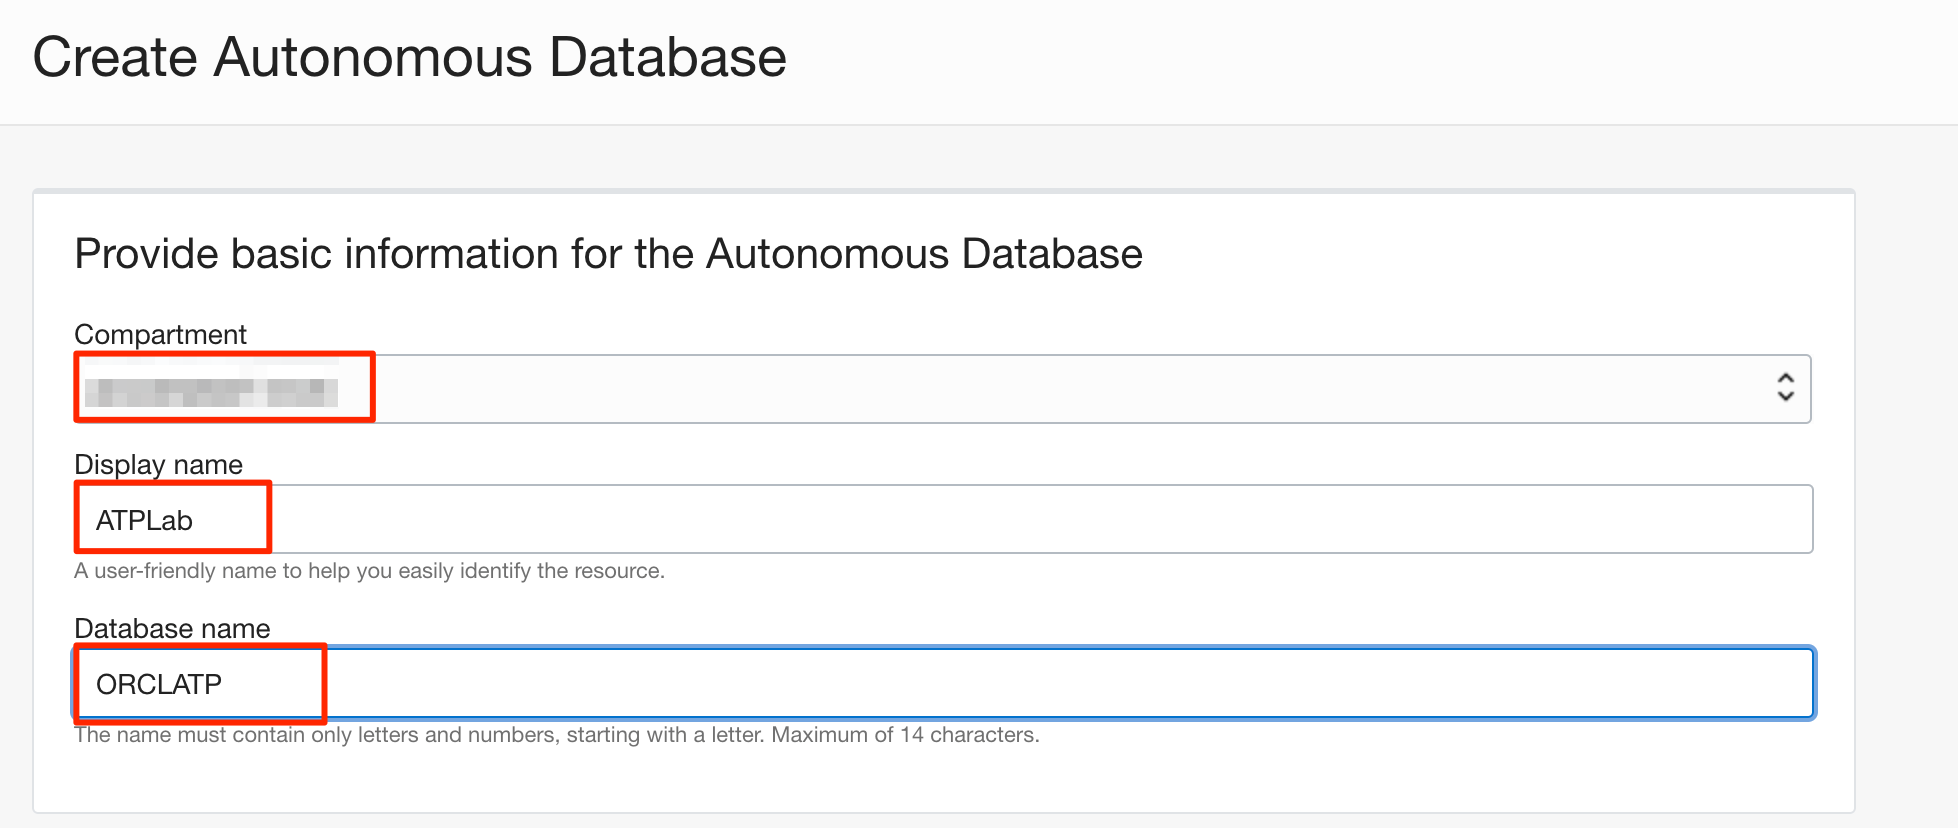 Create Autonomous Database
Provide basic information for the Autonomous Database
Compartment
Display name
ATPLab
A user-friendly name to help you easily identify the resource.
Database name
ORCLATP
The name must contain only letters and numbers, starting with a letter. Maximum of 14 characters.